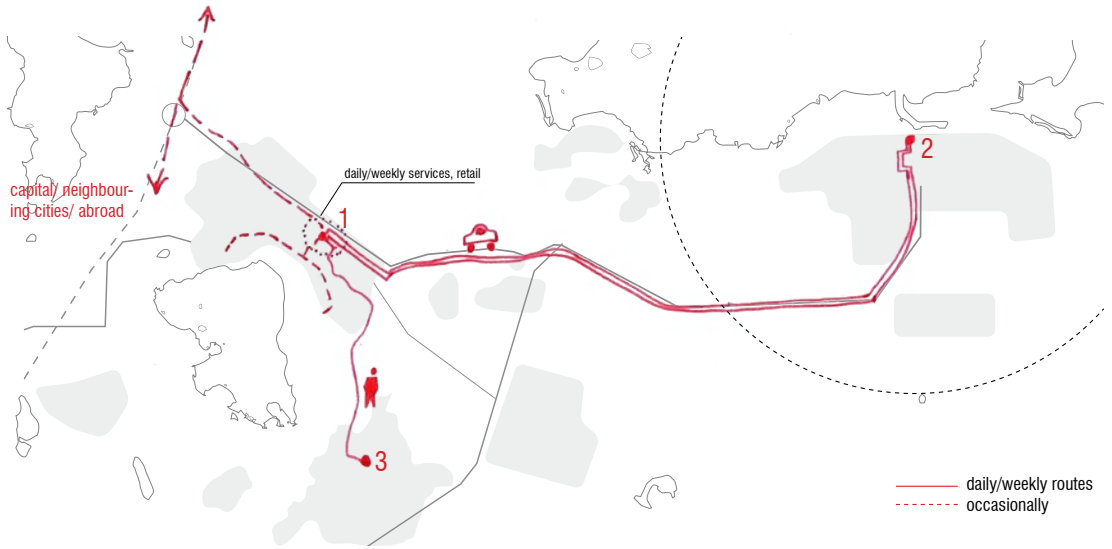 daily/weekly services, retail
capital/ neighbour-
ing cities/ abroad
1
2
3
daily/weekly routes
occasionally